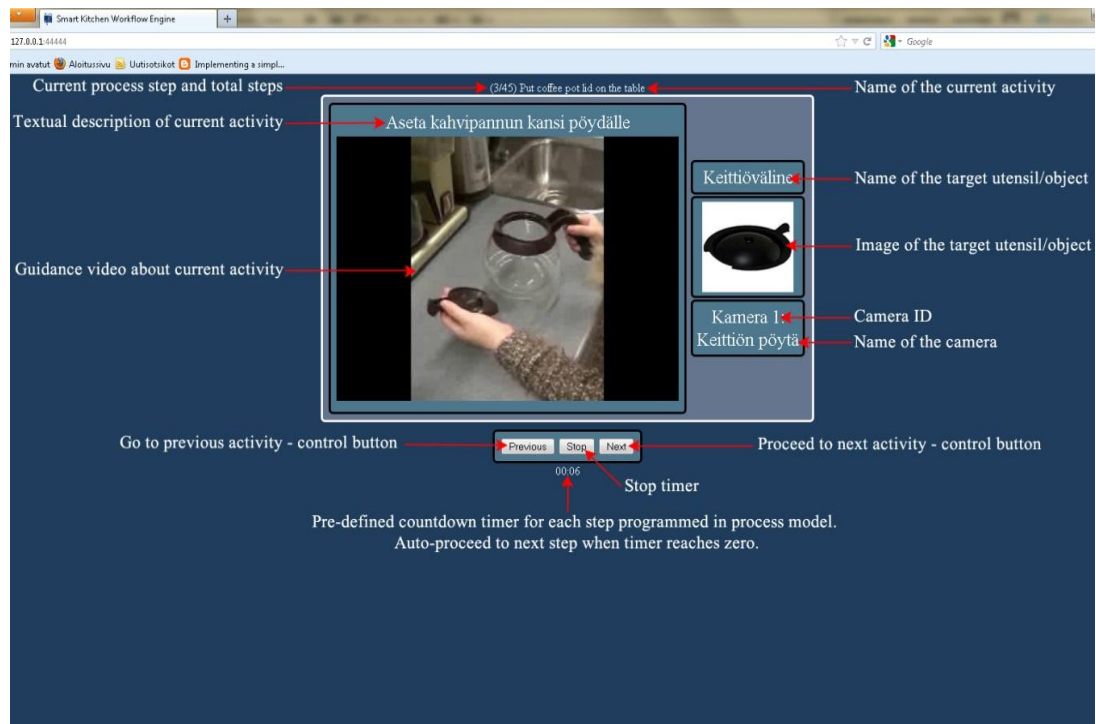 Smart Kitchen Workflow Engine
+
127.0.0.1:44444
Google
min avatut Aloitussivu Uutisotsikot Implementing a simpl...
Current process step and total steps (3/45) Put coffee pot lid on the table Name of the current activity
Textual description of current activity Aseta kahvipannun kansi pöydälle
Keittiöväline Name of the target utensil/object
Image of the target utensil/object
Guidance video about current activity
Kamera 1: Camera ID
Keittiön pöytä Name of the camera
Go to previous activity - control button Previous Stop Next Proceed to next activity - control button
00:06
Stop timer
Pre-defined countdown timer for each step programmed in process model.
Auto-proceed to next step when timer reaches zero.